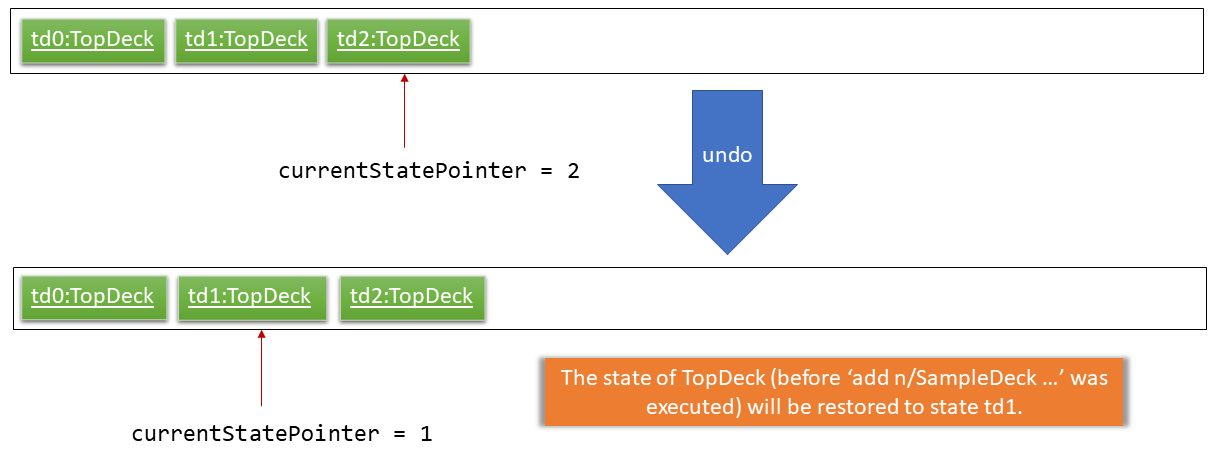 td0:TopDeck td1:TopDeck td2:TopDeck
currentStatePointer = 2
undo
td0:TopDeck td1:TopDeck td2:TopDeck
The state of TopDeck (before ‘add n/SampleDeck …’ was
executed) will be restored to state td1.
currentStatePointer = 1